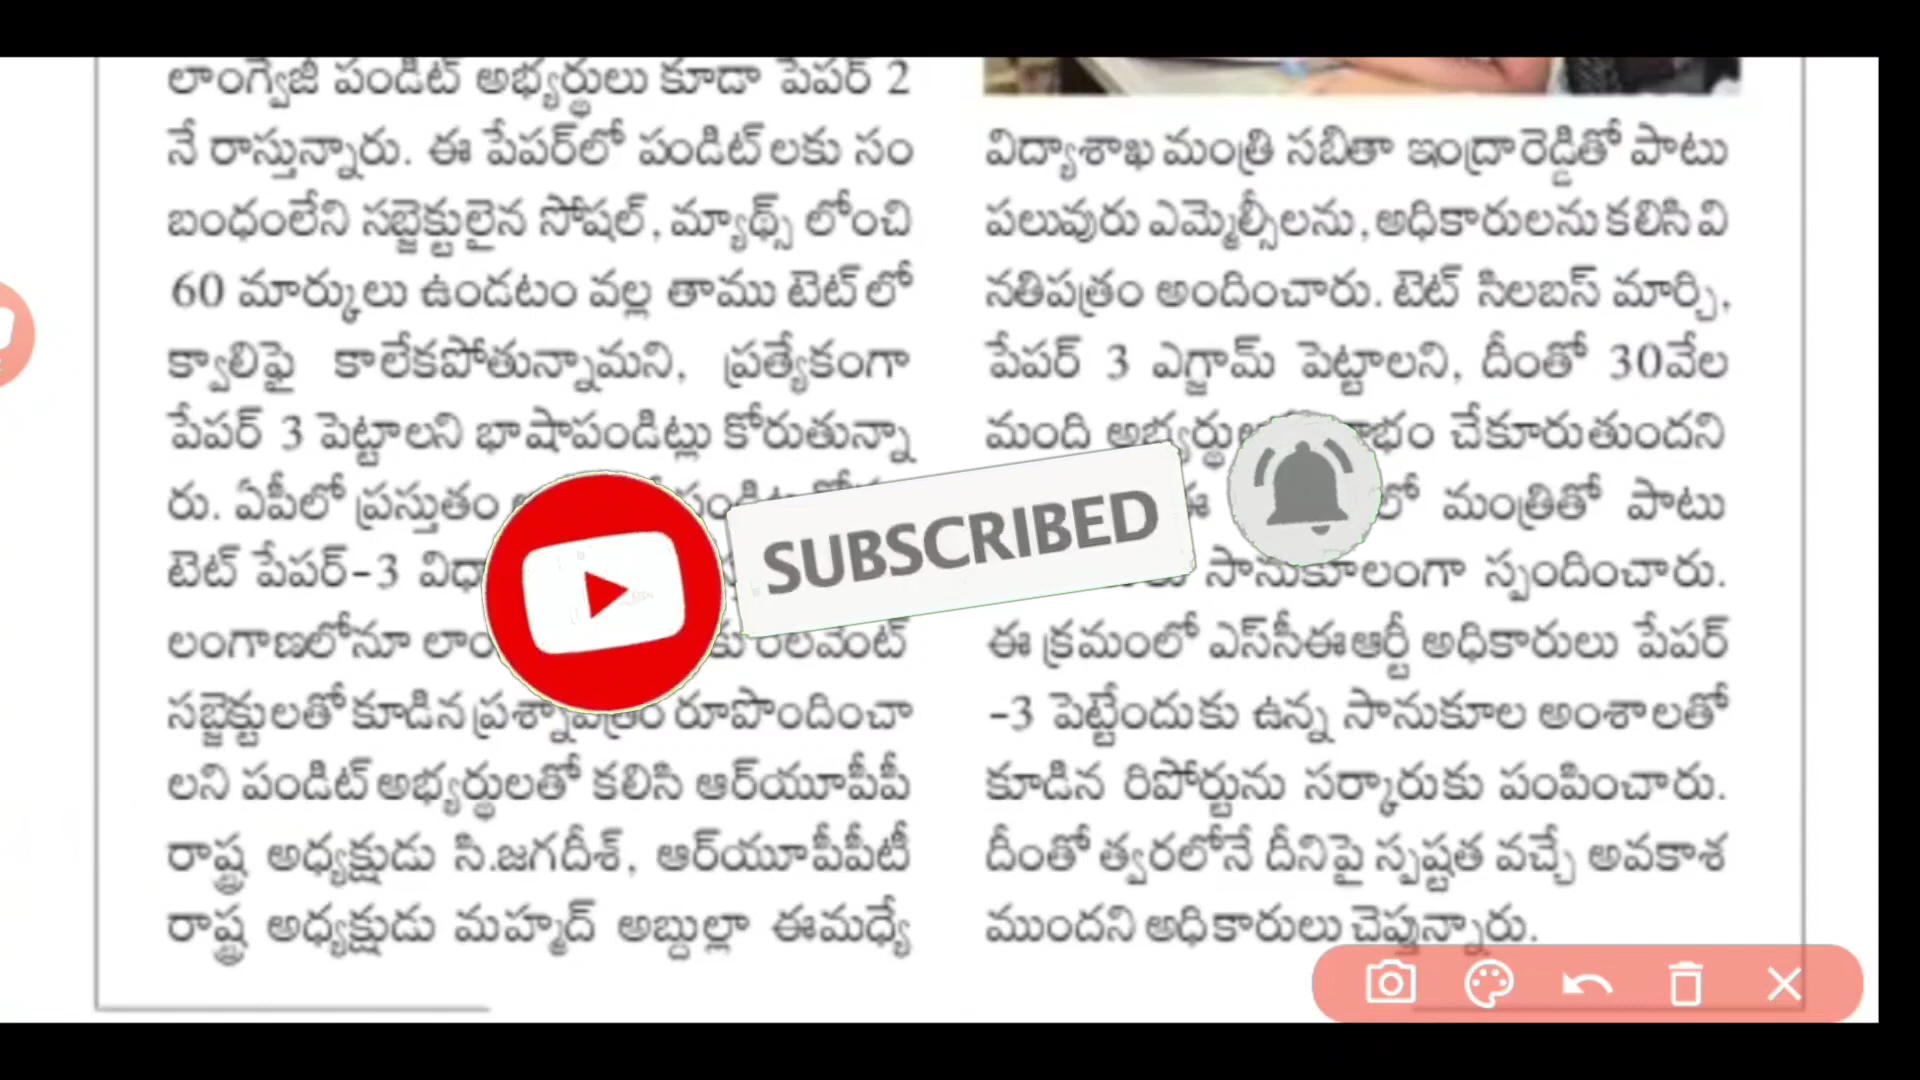 లాంగ్వేజీ పండిట్ అభ్యర్థులు కూడా పేపర్ 2
నే రాస్తున్నారు. ఈ పేపర్‌లో పండిట్‌లకు సం
బంధంలేని సబ్జెక్టులైన సోషల్, మ్యాథ్స్ లోంచి
60 మార్కులు ఉండటం వల్ల తాము టెట్‌లో
క్వాలిఫై కాలేకపోతున్నామని, ప్రత్యేకంగా
పేపర్ 3 పెట్టాలని భాషాపండిట్లు కోరుతున్నా
రు. ఏపీలో ప్రస్తుతం
టెట్ పేపర్-3
లంగాణలోనూ
సబ్జెక్టులతో కూడిన ప్రశ్నాపత్రం రూపొందించా
లని పండిట్ అభ్యర్థులతో కలిసి ఆర్‌యూపీపీ
రాష్ట్ర అధ్యక్షుడు సి.జగదీశ్, ఆర్‌యూపీపీటీ
రాష్ట్ర అధ్యక్షుడు మహ్మద్ అబ్దుల్లా ఈమధ్యే
విద్యాశాఖ మంత్రి సబితా ఇంద్రారెడ్డితో పాటు
పలువురు ఎమ్మెల్సీలను, అధికారులను కలిసి వి
నతిపత్రం అందించారు. టెట్ సిలబస్ మార్చి,
పేపర్ 3 ఎగ్జామ్ పెట్టాలని, దీంతో 30వేల
మంది చేకూరుతుందని
మంత్రితో పాటు
సానుకూలంగా స్పందించారు.
ఈ క్రమంలో ఎస్‌సీఈఆర్టీ అధికారులు పేపర్
-3 పెట్టేందుకు ఉన్న సానుకూల అంశాలతో
కూడిన రిపోర్టును సర్కారుకు పంపించారు.
దీంతో త్వరలోనే దీనిపై స్పష్టత వచ్చే అవకాశ
ముందని అధికారులు చెప్తున్నారు.
SUBSCRIBED